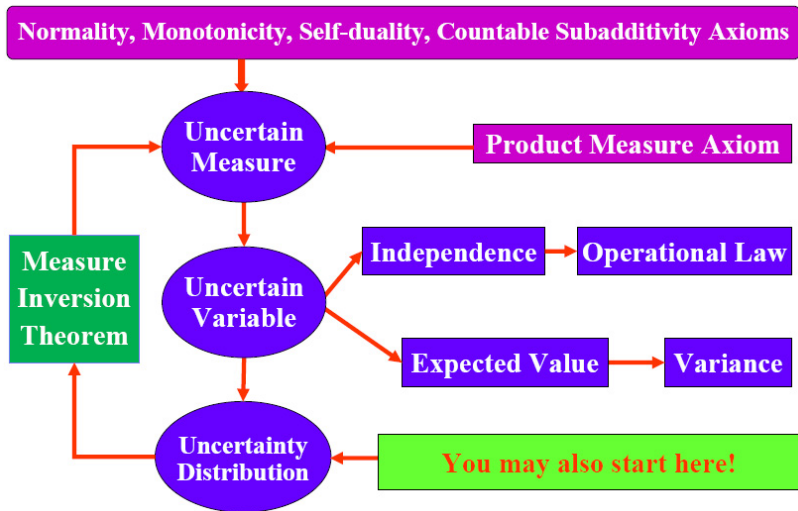 Normality, Monotonicity, Self-duality, Countable Subadditivity Axioms
Uncertain
Measure
Product Measure Axiom
Measure
Inversion
Theorem
Uncertain
Variable
Independence
Operational Law
Expected Value
Variance
Uncertainty
Distribution
You may also start here!